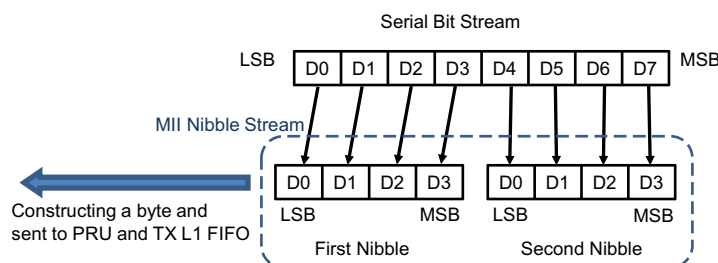 Serial Bit Stream
LSB D0 D1 D2 D3 D4 D5 D6 D7 MSB
MII Nibble Stream
D0 D1 D2 D3 D0 D1 D2 D3
LSB MSB LSB MSB
Constructing a byte and
sent to PRU and TX L1 FIFO
First Nibble Second Nibble